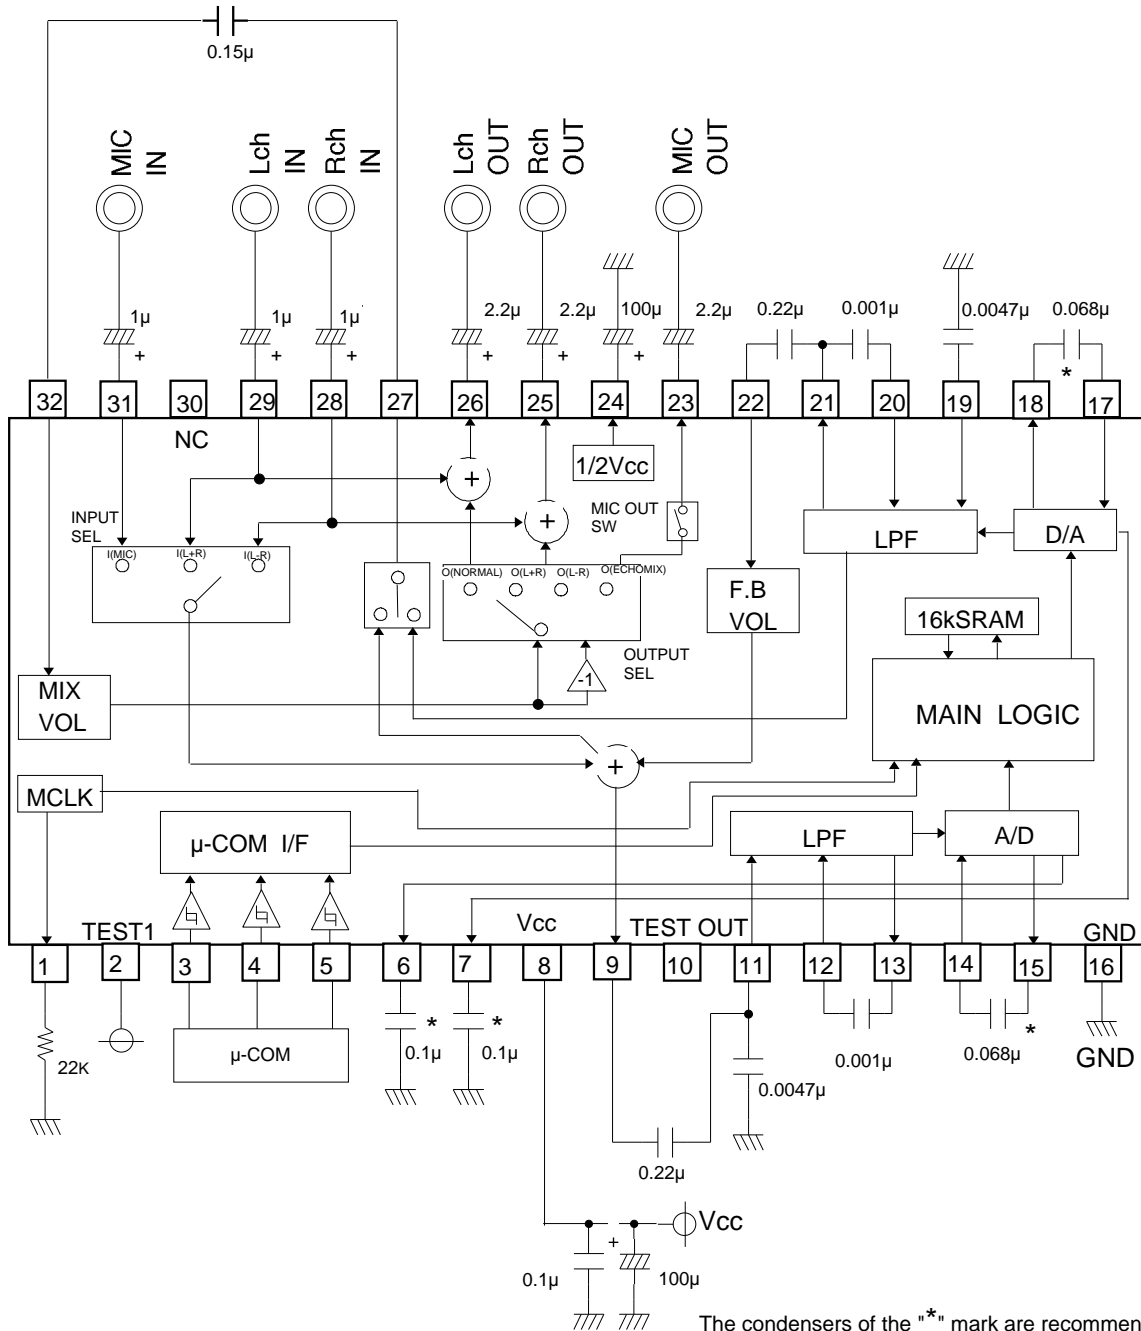 0.15µ
MIC IN
Lch IN
Rch IN
Lch OUT
Rch OUT
MIC OUT
1µ
+
1µ
+
1µ
+
2.2µ
+
2.2µ
+
100µ
+
2.2µ
0.22µ
0.001µ
0.0047µ
0.068µ
*
32
31
30
29
28
27
26
25
24
23
22
21
20
19
18
17
NC
INPUT SEL
I(MIC)
I(L+R)
I(L-R)
+
+
1/2Vcc
MIC OUT SW
O(NORMAL)
O(L+R)
O(L-R)
O(ECHOMIX)
OUTPUT SEL
-1
F.B VOL
LPF
D/A
16kSRAM
MAIN LOGIC
MIX VOL
+
MCLK
µ-COM I/F
LPF
A/D
TEST1
Vcc
TEST OUT
GND
1
2
3
4
5
6
7
8
9
10
11
12
13
14
15
16
22K
µ-COM
*
0.1µ
*
0.1µ
0.0047µ
0.001µ
0.068µ
*
GND
0.22µ
Vcc
0.1µ
+
100µ
The condensers of the "*" mark are recommen